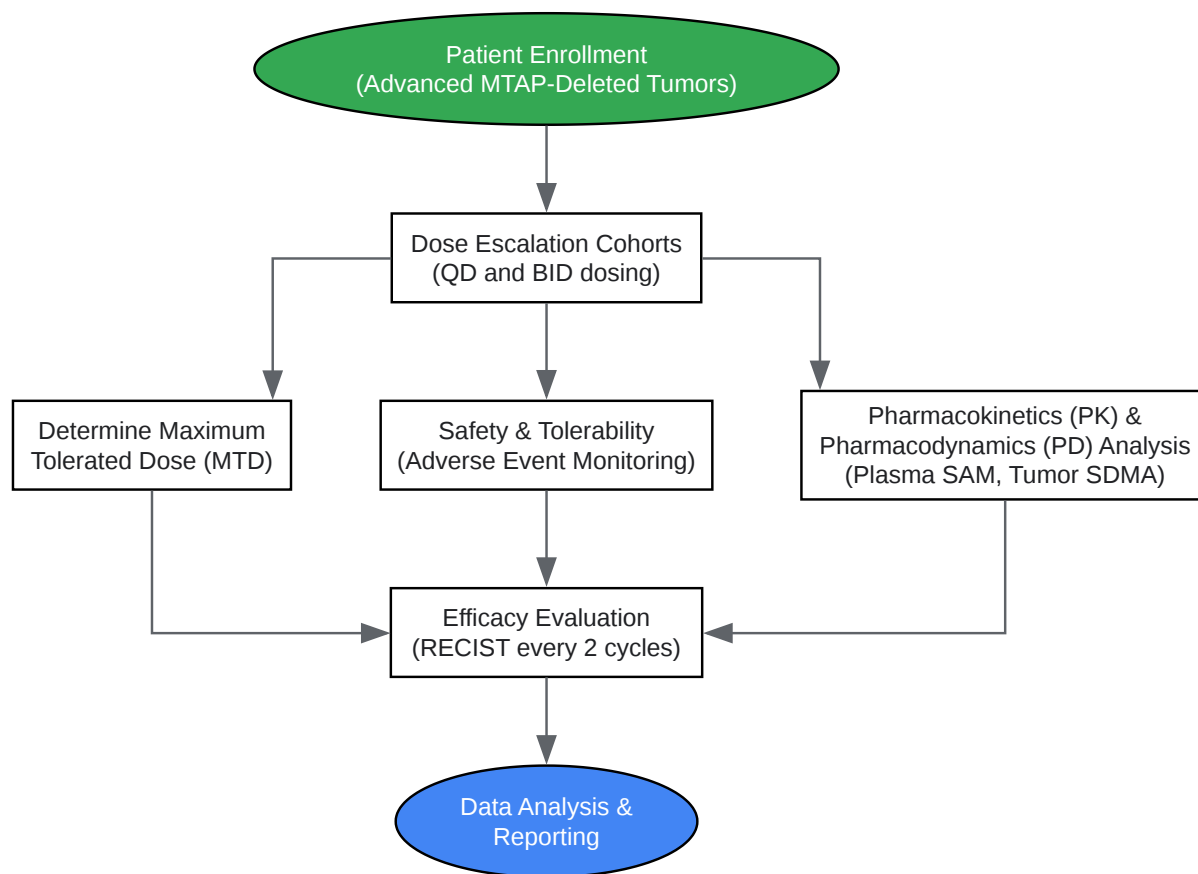 Patient Enrollment
(Advanced MTAP-Deleted Tumors)
Dose Escalation Cohorts
(QD and BID dosing)
Determine Maximum
Tolerated Dose (MTD)
Safety & Tolerability
(Adverse Event Monitoring)
Pharmacokinetics (PK) &
Pharmacodynamics (PD) Analysis
(Plasma SAM, Tumor SDMA)
Efficacy Evaluation
(RECIST every 2 cycles)
Data Analysis &
Reporting